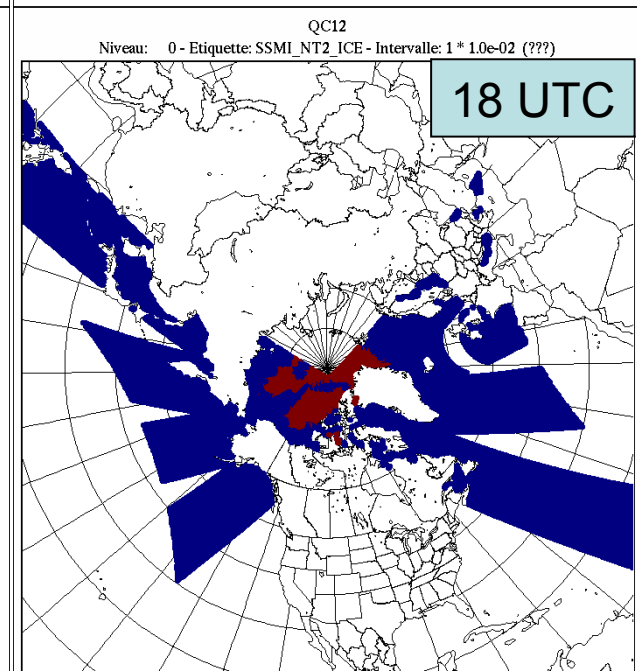 QC12
Niveau: 0 - Etiquette: SSMI_NT2_ICE - Intervalle: 1 * 1.0e-02 (???)
18 UTC